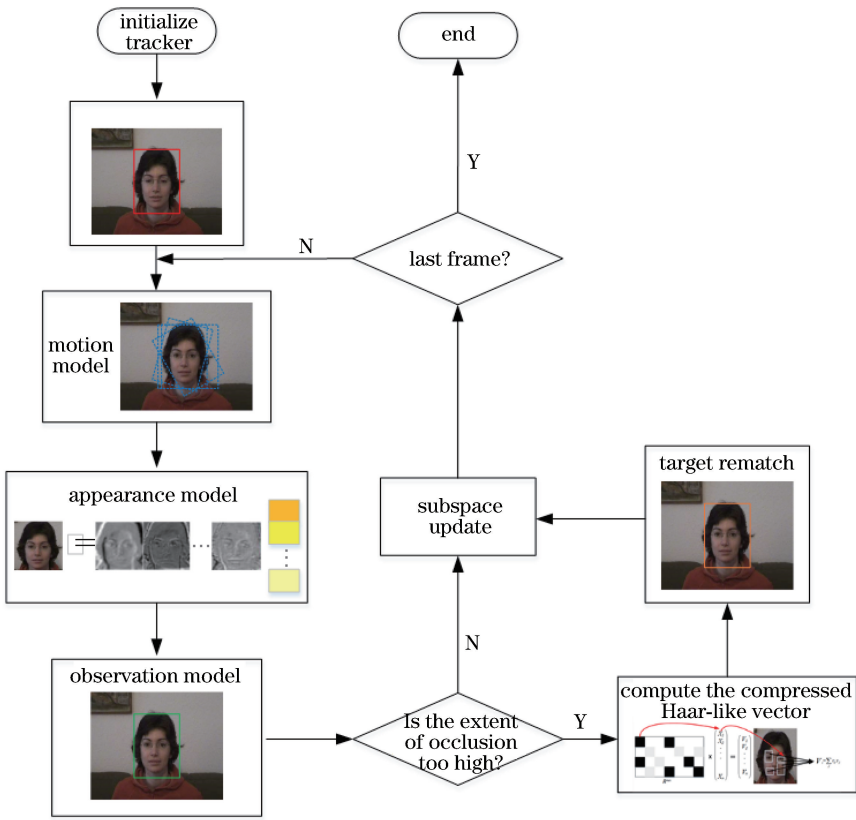 initialize
tracker
end
Y
N
last frame?
motion
model
appearance model
target rematch
subspace
update
N
observation model
Is the extent
of occlusion
too high?
Y
compute the compressed
Haar-like vector